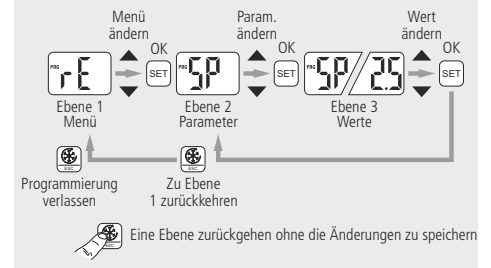 Menü
ändern
OK
Param.
ändern
OK
Wert
ändern
OK
PRG rE
SET
PRG SP
SET
PRG SP/2.5
SET
Ebene 1
Menü
Ebene 2
Parameter
Ebene 3
Werte
ESC
ESC
Programmierung
verlassen
Zu Ebene
1 zurückkehren
ESC
Eine Ebene zurückgehen ohne die Änderungen zu speichern